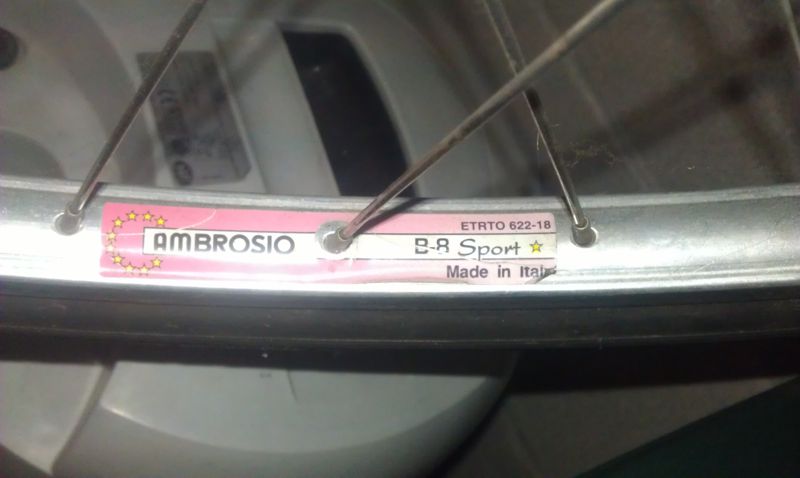 ETRTO 622-18
AMBROSIO B-8 Sport
Made in Italy